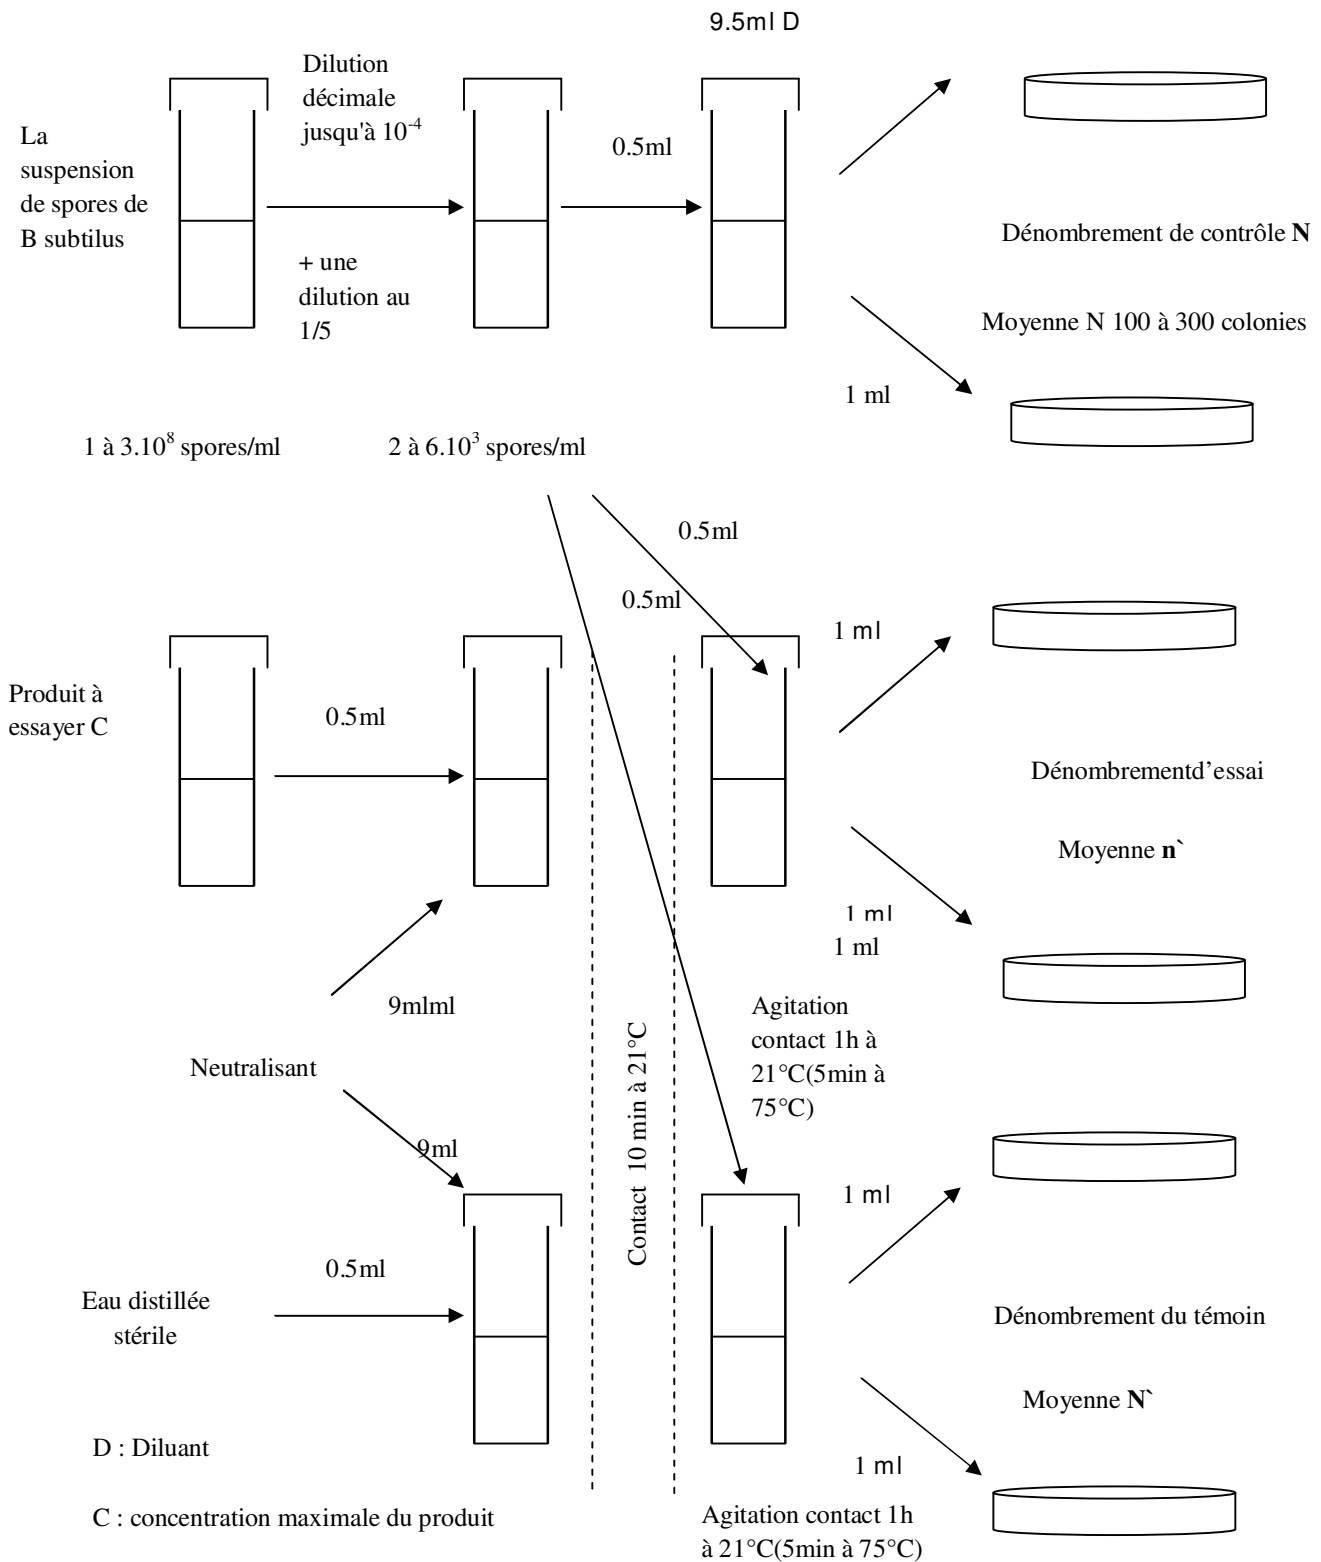 9.5ml D
Dilution
décimale
jusqu'à 10⁻⁴
La
suspension
de spores de
B subtilus
0.5ml
+ une
dilution au
1/5
Dénombrement de contrôle N
Moyenne N 100 à 300 colonies
1 ml
1 à 3.10⁸ spores/ml
2 à 6.10³ spores/ml
0.5ml
0.5ml
1 ml
Produit à
essayer C
0.5ml
Dénombrementd’essai
Moyenne n`
1 ml
1 ml
9mlml
Neutralisant
9ml
Contact 10 min à 21°C
Agitation
contact 1h à
21°C(5min à
75°C)
1 ml
0.5ml
Eau distillée
stérile
Dénombrement du témoin
Moyenne N`
1 ml
D : Diluant
C : concentration maximale du produit
Agitation contact 1h
à 21°C(5min à 75°C)